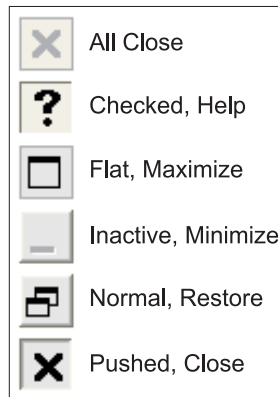 All Close
Checked, Help
Flat, Maximize
Inactive, Minimize
Normal, Restore
Pushed, Close